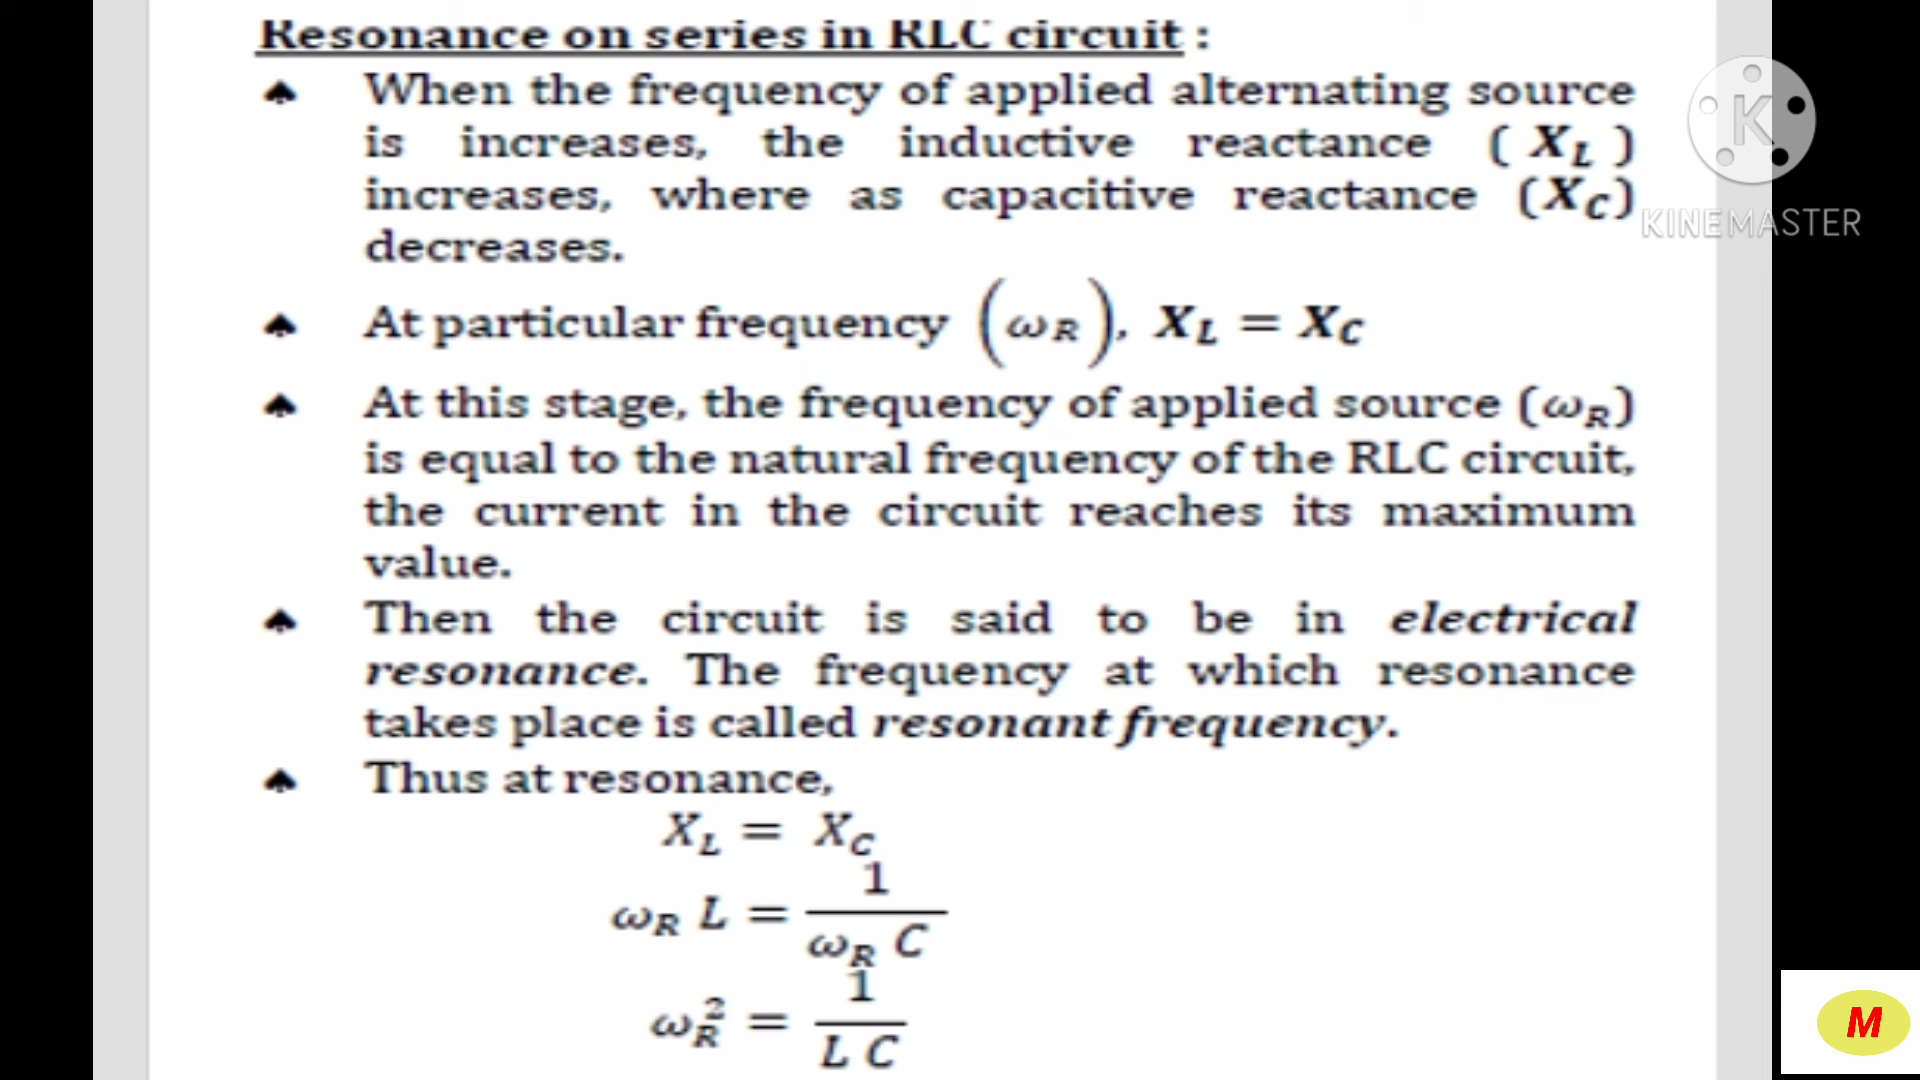 Resonance on series in RLC circuit :
♠ When the frequency of applied alternating source
is increases, the inductive reactance ( X_L )
increases, where as capacitive reactance (X_C)
decreases.
♠ At particular frequency (ω_R), X_L = X_C
♠ At this stage, the frequency of applied source (ω_R)
is equal to the natural frequency of the RLC circuit,
the current in the circuit reaches its maximum
value.
♠ Then the circuit is said to be in electrical
resonance. The frequency at which resonance
takes place is called resonant frequency.
♠ Thus at resonance,
X_L = X_C
ω_R L = 1 / (ω_R C)
ω_R^2 = 1 / (L C)
K
KINEMASTER
M